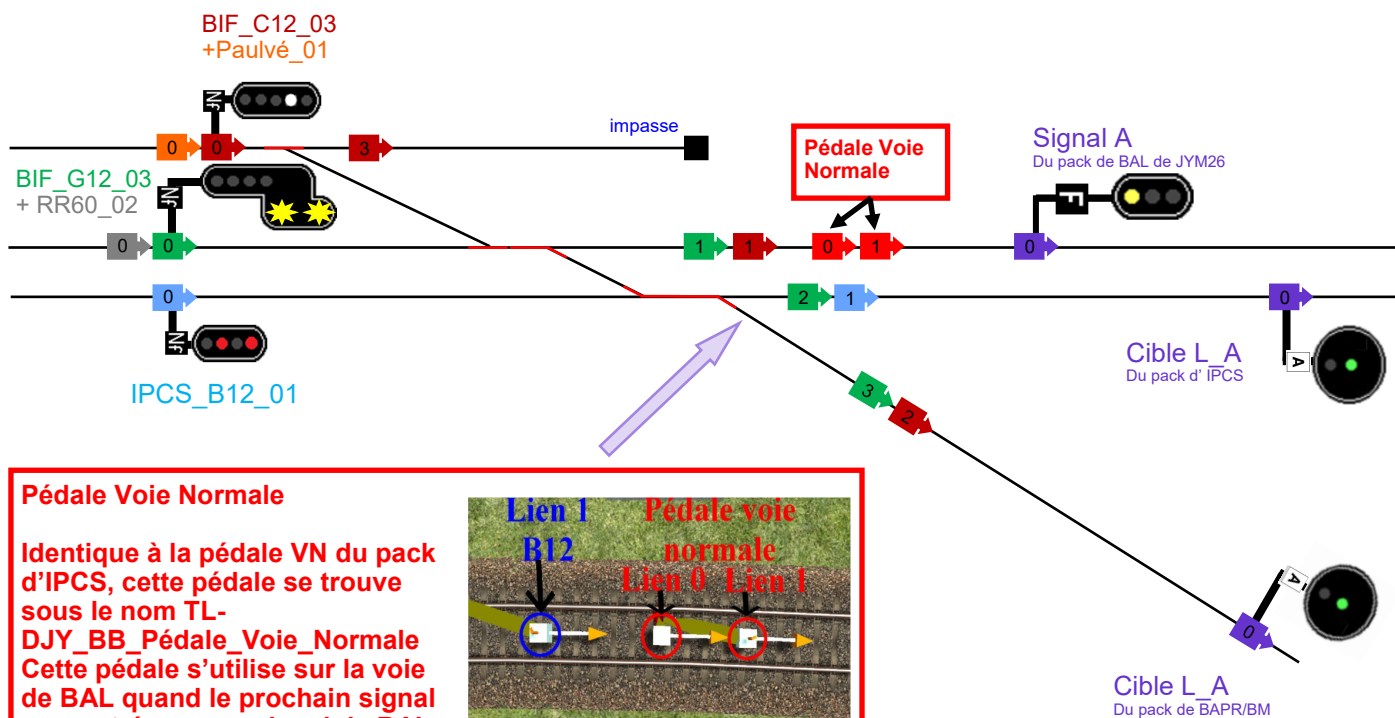 BIF_C12_03
+Paulvé_01
Nf
impasse
0 0 3
Pédale Voie
Normale
Signal A
Du pack de BAL de JYM26
BIF_G12_03
+ RR60_02
Nf
F
0 0 1 1 0 1 0
0 2 1 0
Nf
IPCS_B12_01
Cible L_A
Du pack d' IPCS
A
3 2
Pédale Voie Normale
Identique à la pédale VN du pack
d'IPCS, cette pédale se trouve
sous le nom TL-
DJY_BB_Pédale_Voie_Normale
Cette pédale s'utilise sur la voie
de BAL quand le prochain signal
Lien 1
B12
Pédale voie
normale
Lien 0 Lien 1
A
0
Cible L_A
Du pack de BAPR/BM